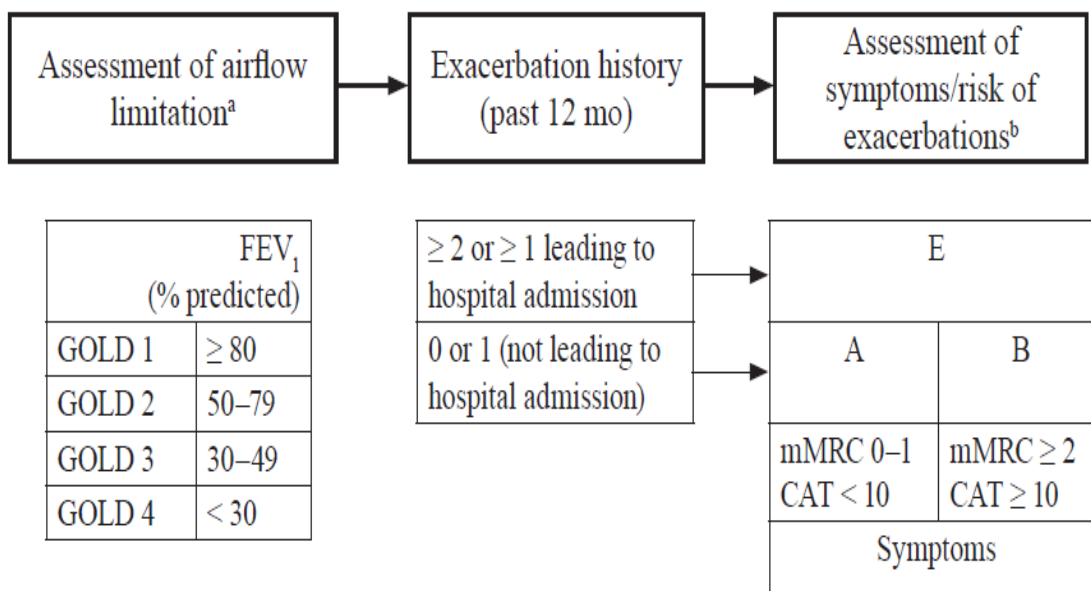 Assessment of airflow
limitationᵃ
Exacerbation history
(past 12 mo)
Assessment of
symptoms/risk of
exacerbationsᵇ
FEV₁
(% predicted)
GOLD 1 ≥ 80
GOLD 2 50–79
GOLD 3 30–49
GOLD 4 < 30
≥ 2 or ≥ 1 leading to
hospital admission
0 or 1 (not leading to
hospital admission)
E
A B
mMRC 0–1 mMRC ≥ 2
CAT < 10 CAT ≥ 10
Symptoms